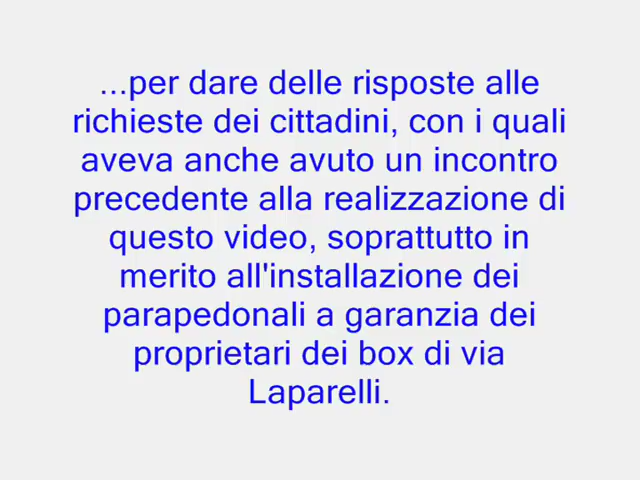 ...per dare delle risposte alle
richieste dei cittadini, con i quali
aveva anche avuto un incontro
precedente alla realizzazione di
questo video, soprattutto in
merito all'installazione dei
parapedonali a garanzia dei
proprietari dei box di via
Laparelli.